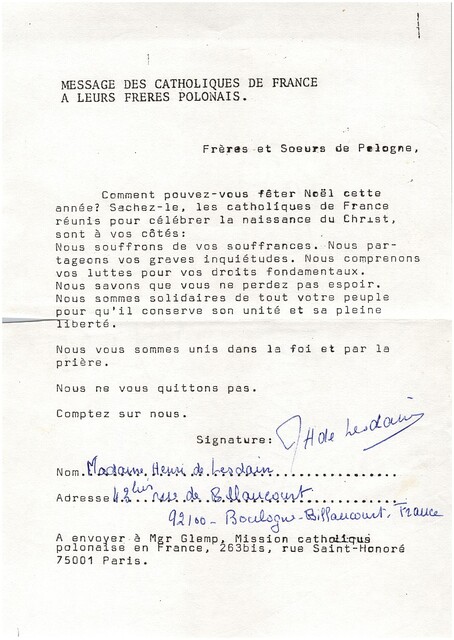 MESSAGE DES CATHOLIQUES DE FRANCE
A LEURS FRERES POLONAIS.
Frères et Soeurs de Pologne,
Comment pouvez-vous fêter Noël cette
année? Sachez-le, les catholiques de France
réunis pour célébrer la naissance du Christ,
sont à vos côtés:
Nous souffrons de vos souffrances. Nous par-
tageons vos graves inquiétudes. Nous comprenons
vos luttes pour vos droits fondamentaux.
Nous savons que vous ne perdez pas espoir.
Nous sommes solidaires de tout votre peuple
pour qu'il conserve son unité et sa pleine
liberté.
Nous vous sommes unis dans la foi et par la
prière.
Nous ne vous quittons pas.
Comptez sur nous.
Signature: H de Lesdain
Nom Madame Henri de Lesdain
Adresse 42bis rue de Billancourt
92100 - Boulogne-Billancourt, France
A envoyer à Mgr Glemp, Mission catholique
polonaise en France, 263bis, rue Saint-Honoré
75001 Paris.